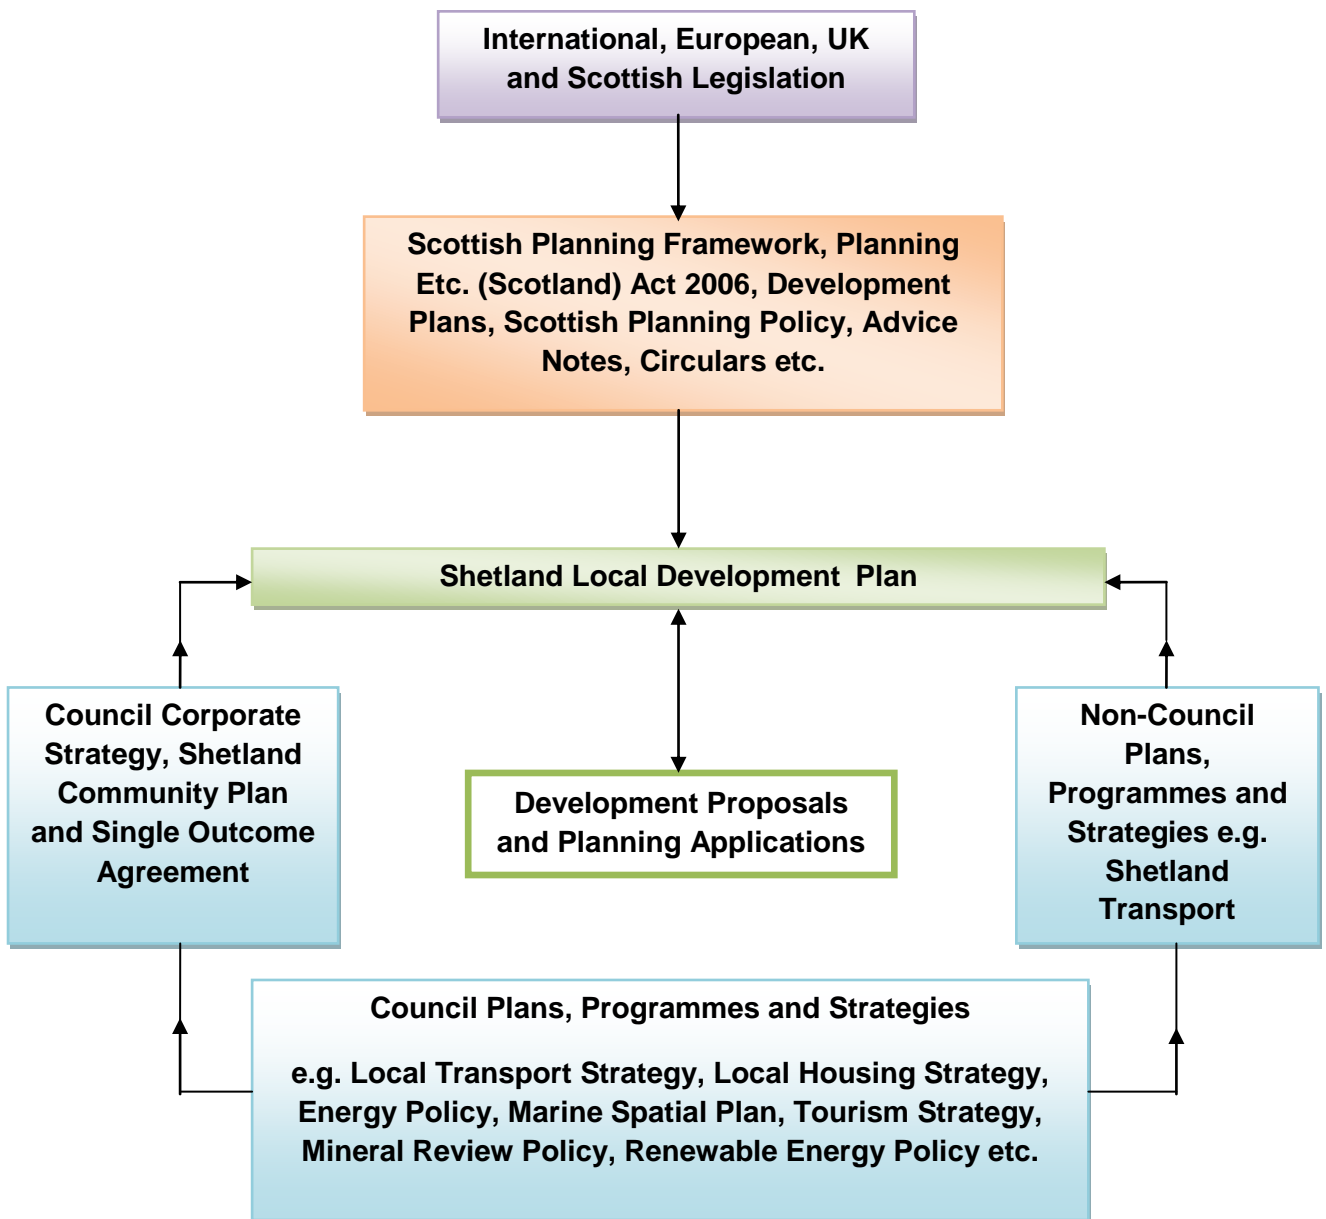 International, European, UK
and Scottish Legislation
Scottish Planning Framework, Planning
Etc. (Scotland) Act 2006, Development
Plans, Scottish Planning Policy, Advice
Notes, Circulars etc.
Shetland Local Development Plan
Council Corporate
Strategy, Shetland
Community Plan
and Single Outcome
Agreement
Development Proposals
and Planning Applications
Non-Council
Plans,
Programmes and
Strategies e.g.
Shetland
Transport
Council Plans, Programmes and Strategies
e.g. Local Transport Strategy, Local Housing Strategy,
Energy Policy, Marine Spatial Plan, Tourism Strategy,
Mineral Review Policy, Renewable Energy Policy etc.